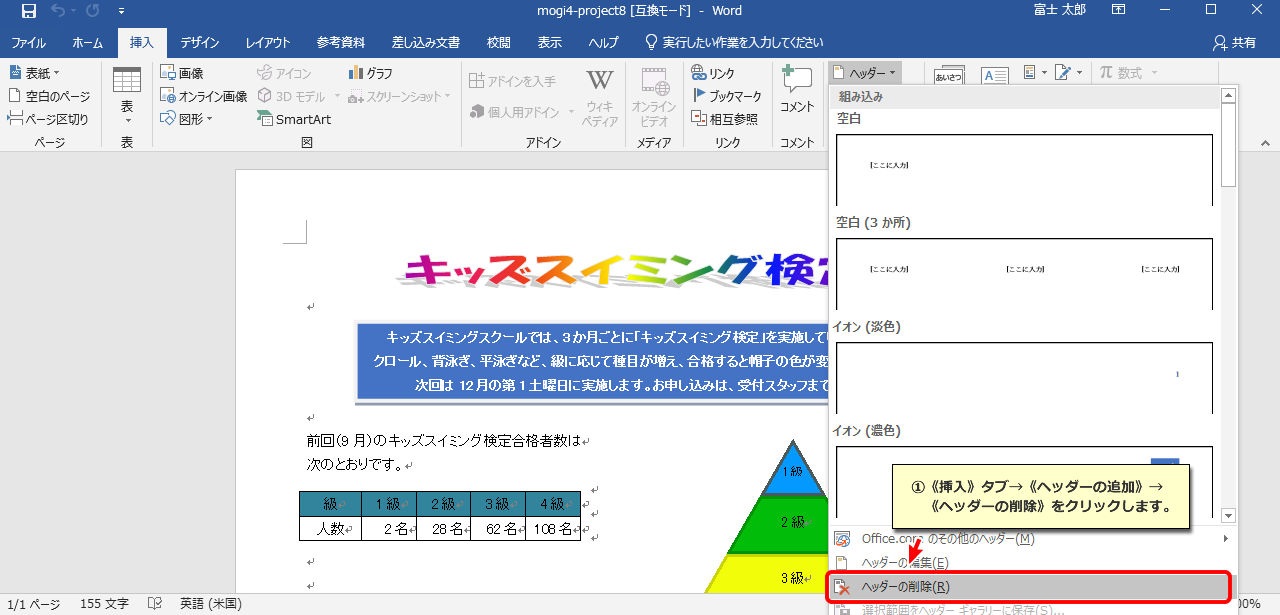 mogi4-project8 [互換モード] - Word
富士 太郎
ファイル ホーム 挿入 デザイン レイアウト 参考資料 差し込み文書 校閲 表示 ヘルプ 実行したい作業を入力してください 共有
表紙
空白のページ
ページ区切り
ページ
表
表
画像
オンライン画像
図形
アイコン
3D モデル
SmartArt
グラフ
スクリーンショット
図
アドインを入手
個人用アドイン
ウィキ
ペディア
アドイン
オンライン
ビデオ
メディア
リンク
ブックマーク
相互参照
リンク
コメント
コメント
ヘッダー
あいさつ
A
π 数式
組み込み
空白
[ここに入力]
空白 (3 か所)
[ここに入力] [ここに入力] [ここに入力]
イオン (淡色)
1
イオン (濃色)
①《挿入》タブ→《ヘッダーの追加》→
《ヘッダーの削除》をクリックします。
Office.com のその他のヘッダー(M)
ヘッダーの編集(E)
ヘッダーの削除(R)
選択範囲をヘッダー ギャラリーに保存(S)...
キッズスイミング検定
キッズスイミングスクールでは、3か月ごとに「キッズスイミング検定」を実施して
クロール、背泳ぎ、平泳ぎなど、級に応じて種目が増え、合格すると帽子の色が変
次回は 12月の第1土曜日に実施します。お申し込みは、受付スタッフまで
前回(9 月)のキッズスイミング検定合格者数は
次のとおりです。
級 1級 2級 3級 4級
人数 2名 28名 62名 106名
1級
2級
3級
1/1 ページ 155 文字 英語 (米国)
00%